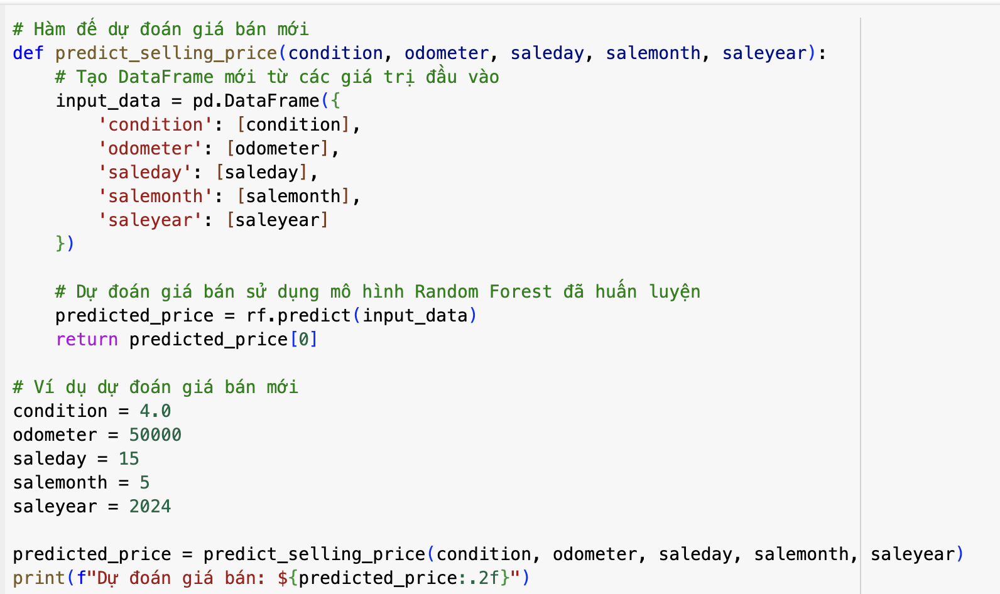 # Hàm để dự đoán giá bán mới
def predict_selling_price(condition, odometer, saleday, salemonth, saleyear):
    # Tạo DataFrame mới từ các giá trị đầu vào
    input_data = pd.DataFrame({
        'condition': [condition],
        'odometer': [odometer],
        'saleday': [saleday],
        'salemonth': [salemonth],
        'saleyear': [saleyear]
    })

    # Dự đoán giá bán sử dụng mô hình Random Forest đã huấn luyện
    predicted_price = rf.predict(input_data)
    return predicted_price[0]

# Ví dụ dự đoán giá bán mới
condition = 4.0
odometer = 50000
saleday = 15
salemonth = 5
saleyear = 2024

predicted_price = predict_selling_price(condition, odometer, saleday, salemonth, saleyear)
print(f"Dự đoán giá bán: ${predicted_price:.2f}")